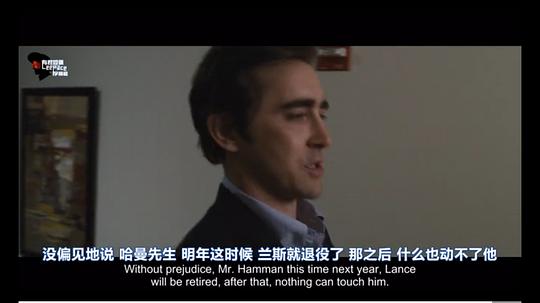 LeePace
没偏见地说 哈曼先生 明年这时候 兰斯就退役了 那之后 什么也动不了他
Without prejudice, Mr. Hamman this time next year, Lance
will be retired, after that, nothing can touch him.